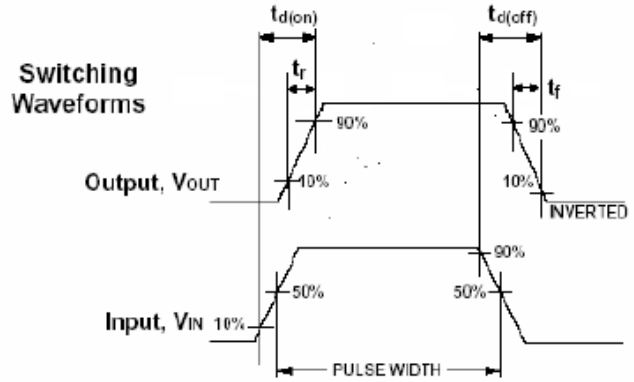 td(on)
td(off)
tr
tf
Switching
Waveforms
90%
90%
Output, VOUT
10%
10%
INVERTED
90%
50%
50%
Input, VIN
10%
PULSE WIDTH